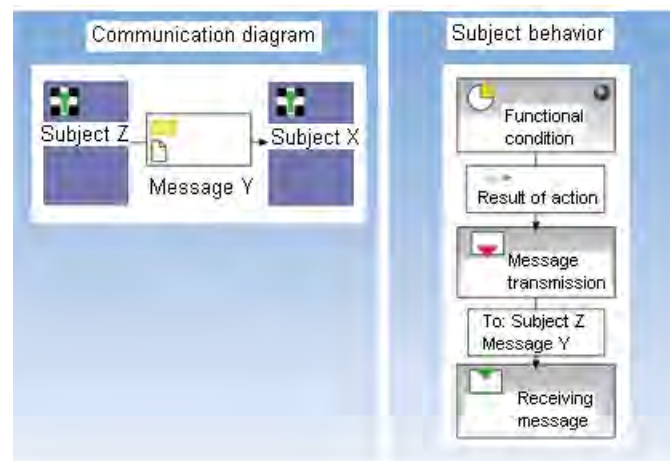 Communication diagram
Subject Z
Message Y
Subject X
Subject behavior
Functional
condition
Result of action
Message
transmission
To: Subject Z
Message Y
Receiving
message